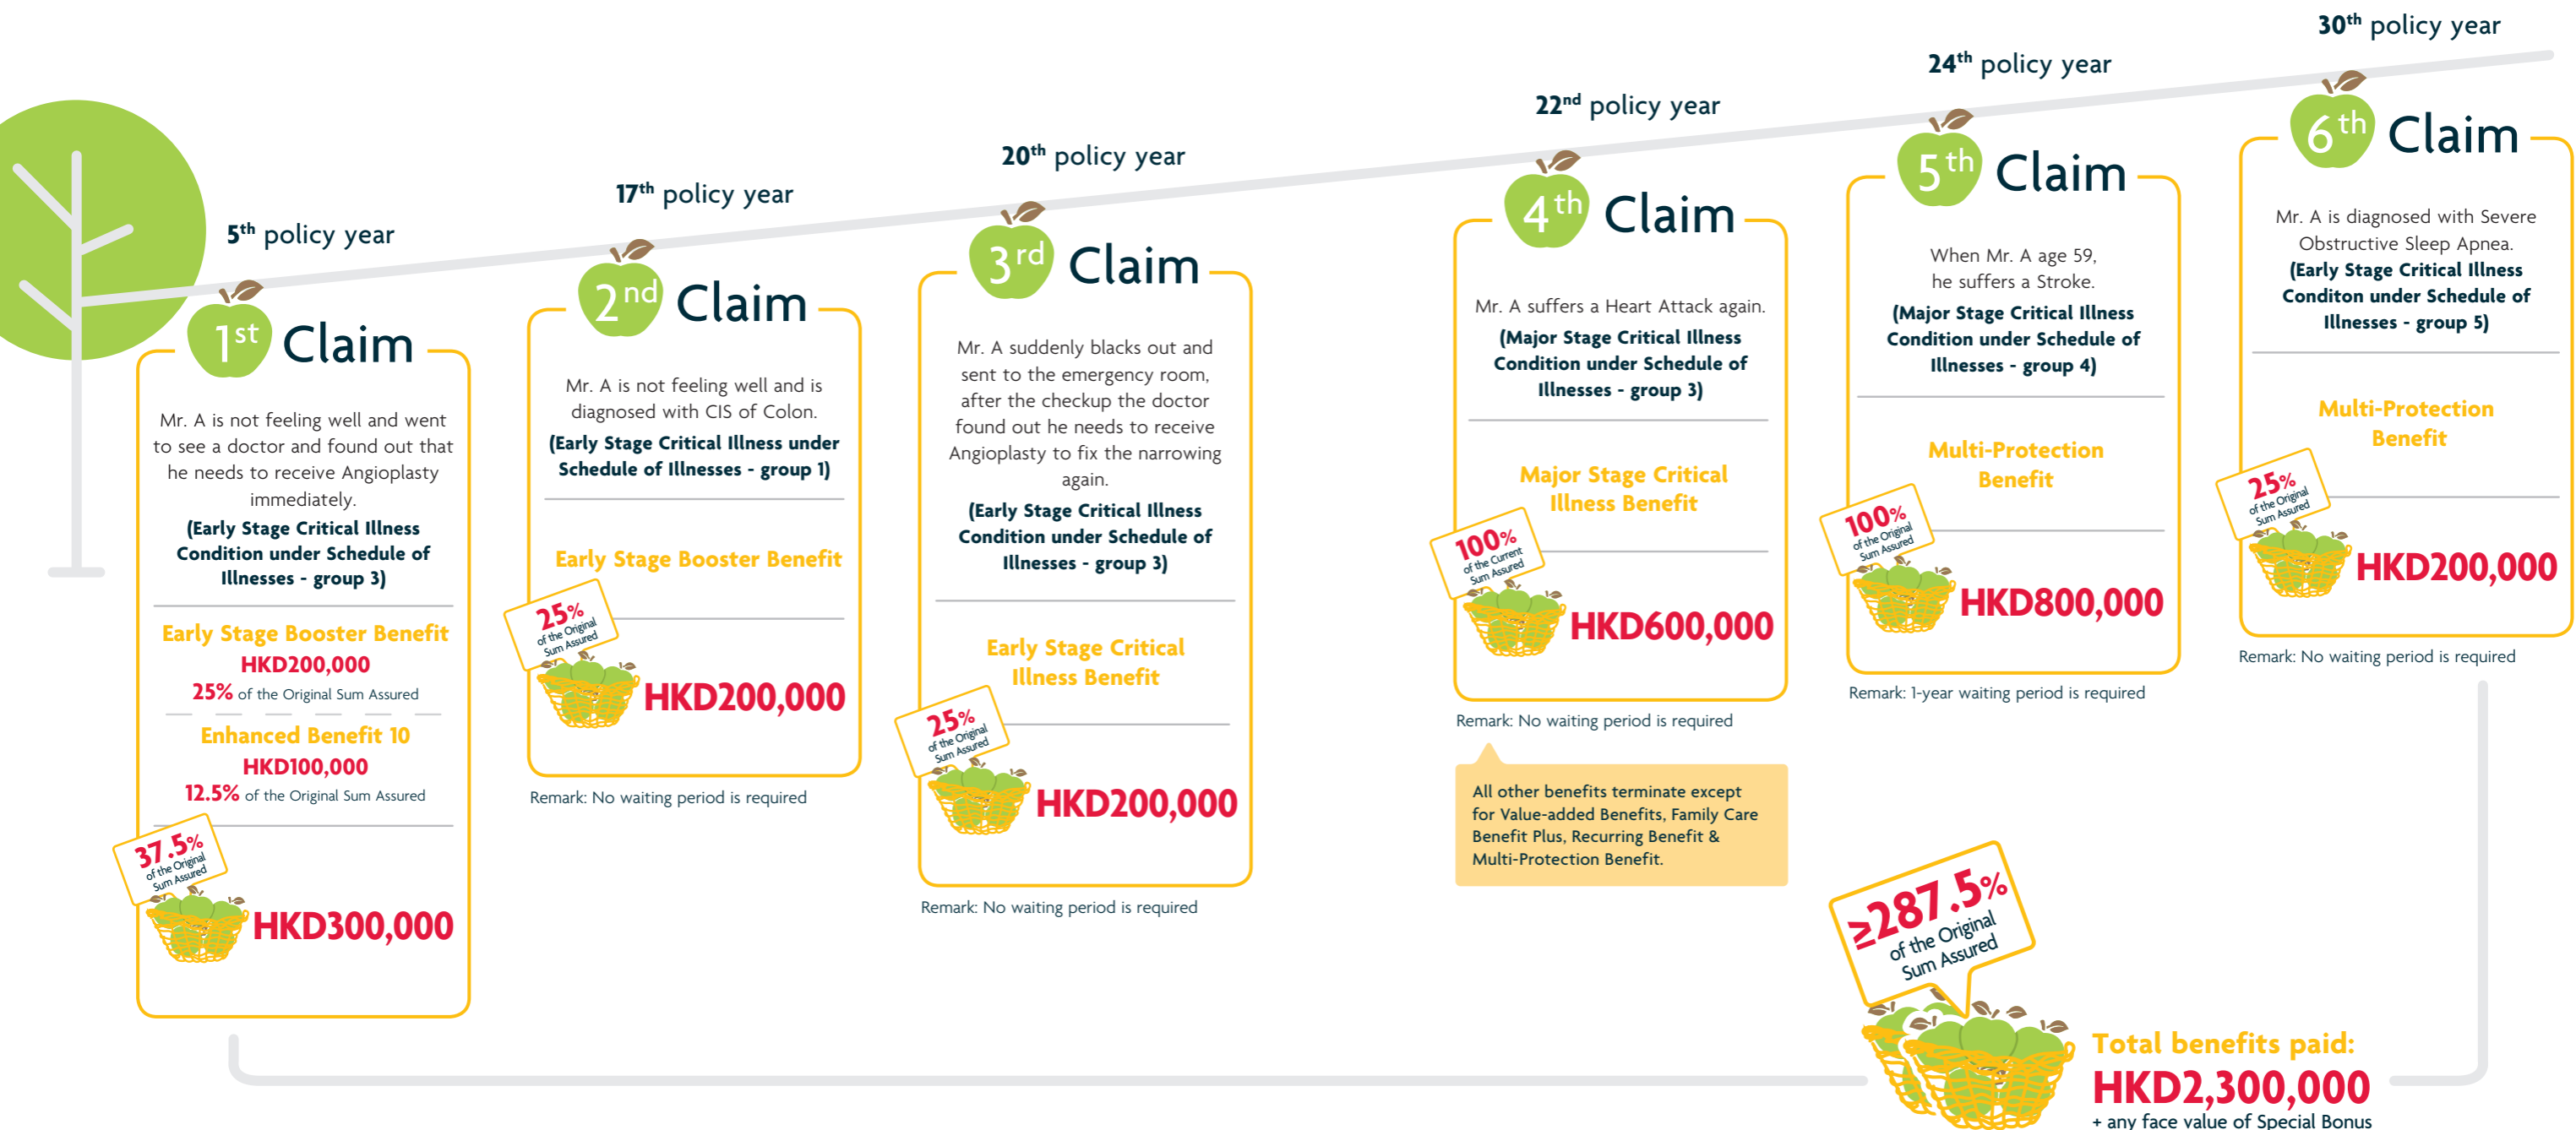 5th policy year
1st Claim
Mr. A is not feeling well and went
to see a doctor and found out that
he needs to receive Angioplasty
immediately.
(Early Stage Critical Illness
Condition under Schedule of
Illnesses - group 3)
Early Stage Booster Benefit
HKD200,000
25% of the Original Sum Assured
Enhanced Benefit 10
HKD100,000
12.5% of the Original Sum Assured
37.5%
of the Original
Sum Assured
HKD300,000
17th policy year
2nd Claim
Mr. A is not feeling well and is
diagnosed with CIS of Colon.
(Early Stage Critical Illness under
Schedule of Illnesses - group 1)
Early Stage Booster Benefit
25%
of the Original
Sum Assured
HKD200,000
Remark: No waiting period is required
20th policy year
3rd Claim
Mr. A suddenly blacks out and
sent to the emergency room,
after the checkup the doctor
found out he needs to receive
Angioplasty to fix the narrowing
again.
(Early Stage Critical Illness
Condition under Schedule of
Illnesses - group 3)
Early Stage Critical
Illness Benefit
25%
of the Original
Sum Assured
HKD200,000
Remark: No waiting period is required
22nd policy year
4th Claim
Mr. A suffers a Heart Attack again.
(Major Stage Critical Illness
Condition under Schedule of
Illnesses - group 3)
Major Stage Critical
Illness Benefit
100%
of the Current
Sum Assured
HKD600,000
Remark: No waiting period is required
All other benefits terminate except
for Value-added Benefits, Family Care
Benefit Plus, Recurring Benefit &
Multi-Protection Benefit.
24th policy year
5th Claim
When Mr. A age 59,
he suffers a Stroke.
(Major Stage Critical Illness
Condition under Schedule of
Illnesses - group 4)
Multi-Protection
Benefit
100%
of the Original
Sum Assured
HKD800,000
Remark: 1-year waiting period is required
30th policy year
6th Claim
Mr. A is diagnosed with Severe
Obstructive Sleep Apnea.
(Early Stage Critical Illness
Conditon under Schedule of
Illnesses - group 5)
Multi-Protection
Benefit
25%
of the Original
Sum Assured
HKD200,000
Remark: No waiting period is required
≥287.5%
of the Original
Sum Assured
Total benefits paid:
HKD2,300,000
+ any face value of Special Bonus